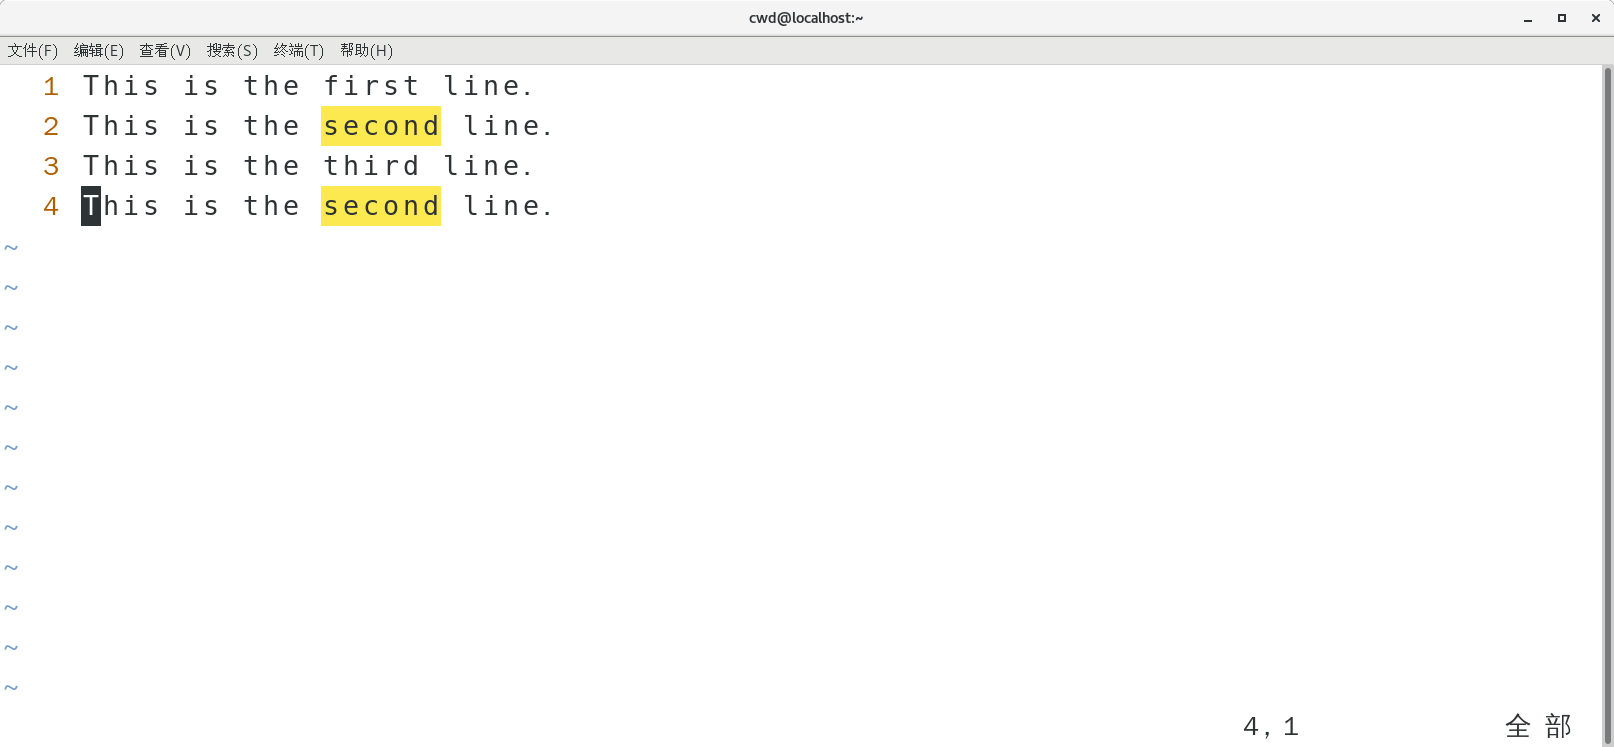 cwd@localhost:~
文件(F) 编辑(E) 查看(V) 搜索(S) 终端(T) 帮助(H)
1 This is the first line.
2 This is the second line.
3 This is the third line.
4 This is the second line.
~
~
~
~
~
~
~
~
~
~
~
~
4,1 全部